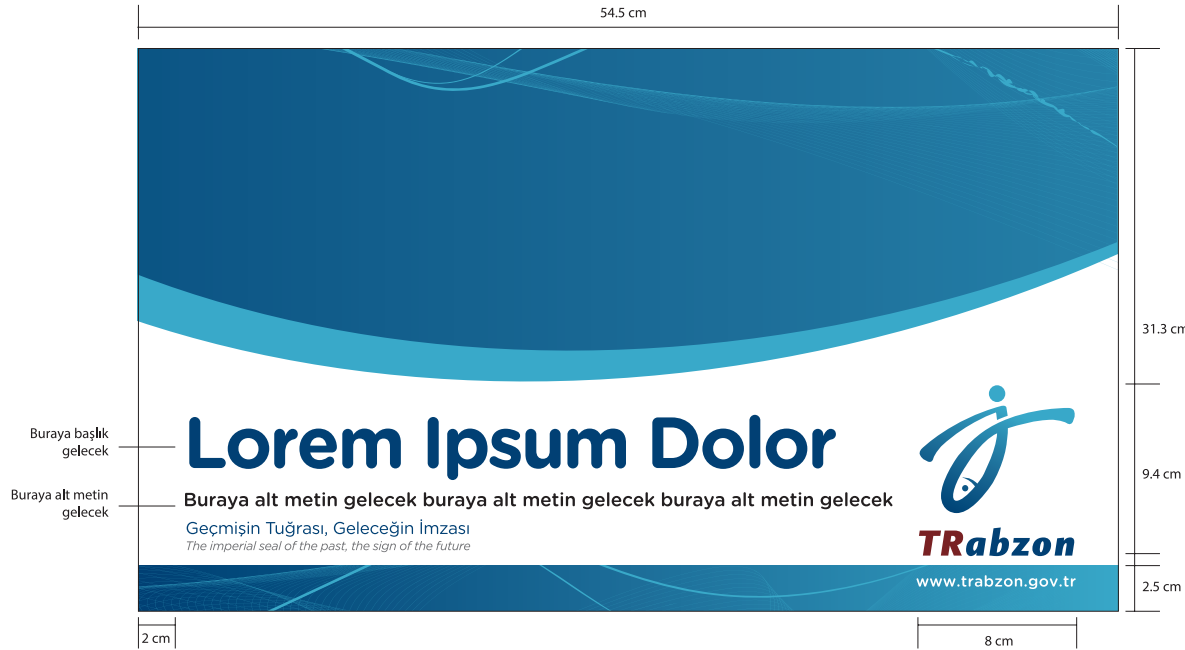 54.5 cm
31.3 cm
Buraya başlık
gelecek
Lorem Ipsum Dolor
9.4 cm
Buraya alt metin
gelecek
Buraya alt metin gelecek buraya alt metin gelecek buraya alt metin gelecek
Geçmişin Tuğrası, Geleceğin İmzası
The imperial seal of the past, the sign of the future
TRabzon
www.trabzon.gov.tr
2.5 cm
2 cm
8 cm